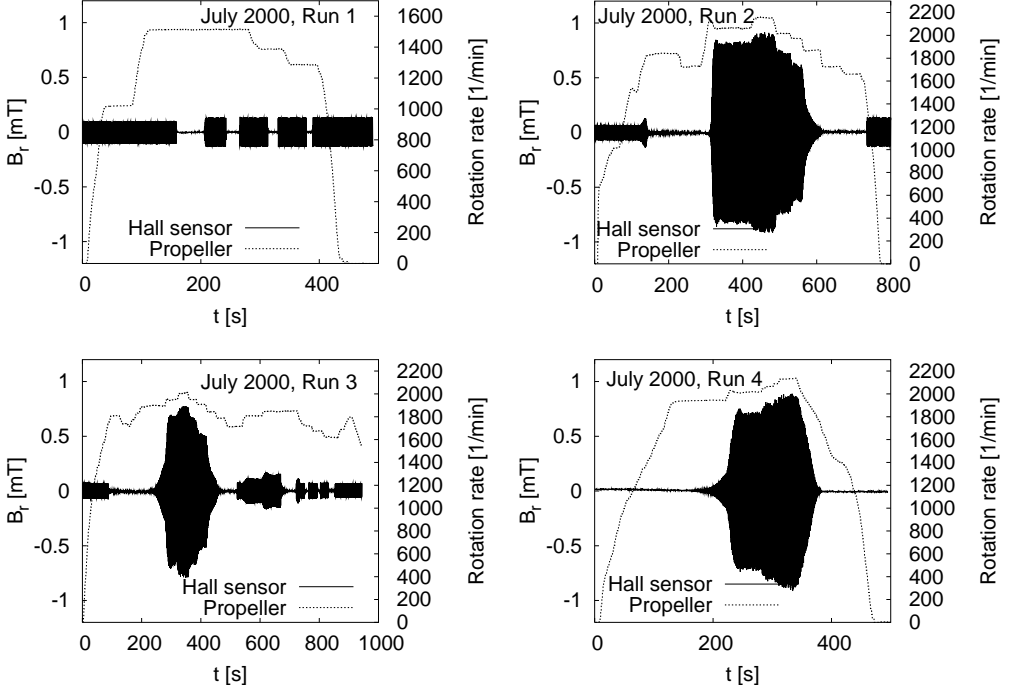 July 2000, Run 1
B_r [mT]
1
0.5
0
-0.5
-1
Hall sensor
Propeller
0 200 400
t [s]
1600
1400
1200
1000
800
600
400
200
0
Rotation rate [1/min]
July 2000, Run 2
B_r [mT]
1
0.5
0
-0.5
-1
Hall sensor
Propeller
0 200 400 600 800
t [s]
2200
2000
1800
1600
1400
1200
1000
800
600
400
200
0
Rotation rate [1/min]
July 2000, Run 3
B_r [mT]
1
0.5
0
-0.5
-1
Hall sensor
Propeller
0 200 400 600 800 1000
t [s]
2200
2000
1800
1600
1400
1200
1000
800
600
400
200
0
Rotation rate [1/min]
July 2000, Run 4
B_r [mT]
1
0.5
0
-0.5
-1
Hall sensor
Propeller
0 200 400
t [s]
2200
2000
1800
1600
1400
1200
1000
800
600
400
200
0
Rotation rate [1/min]